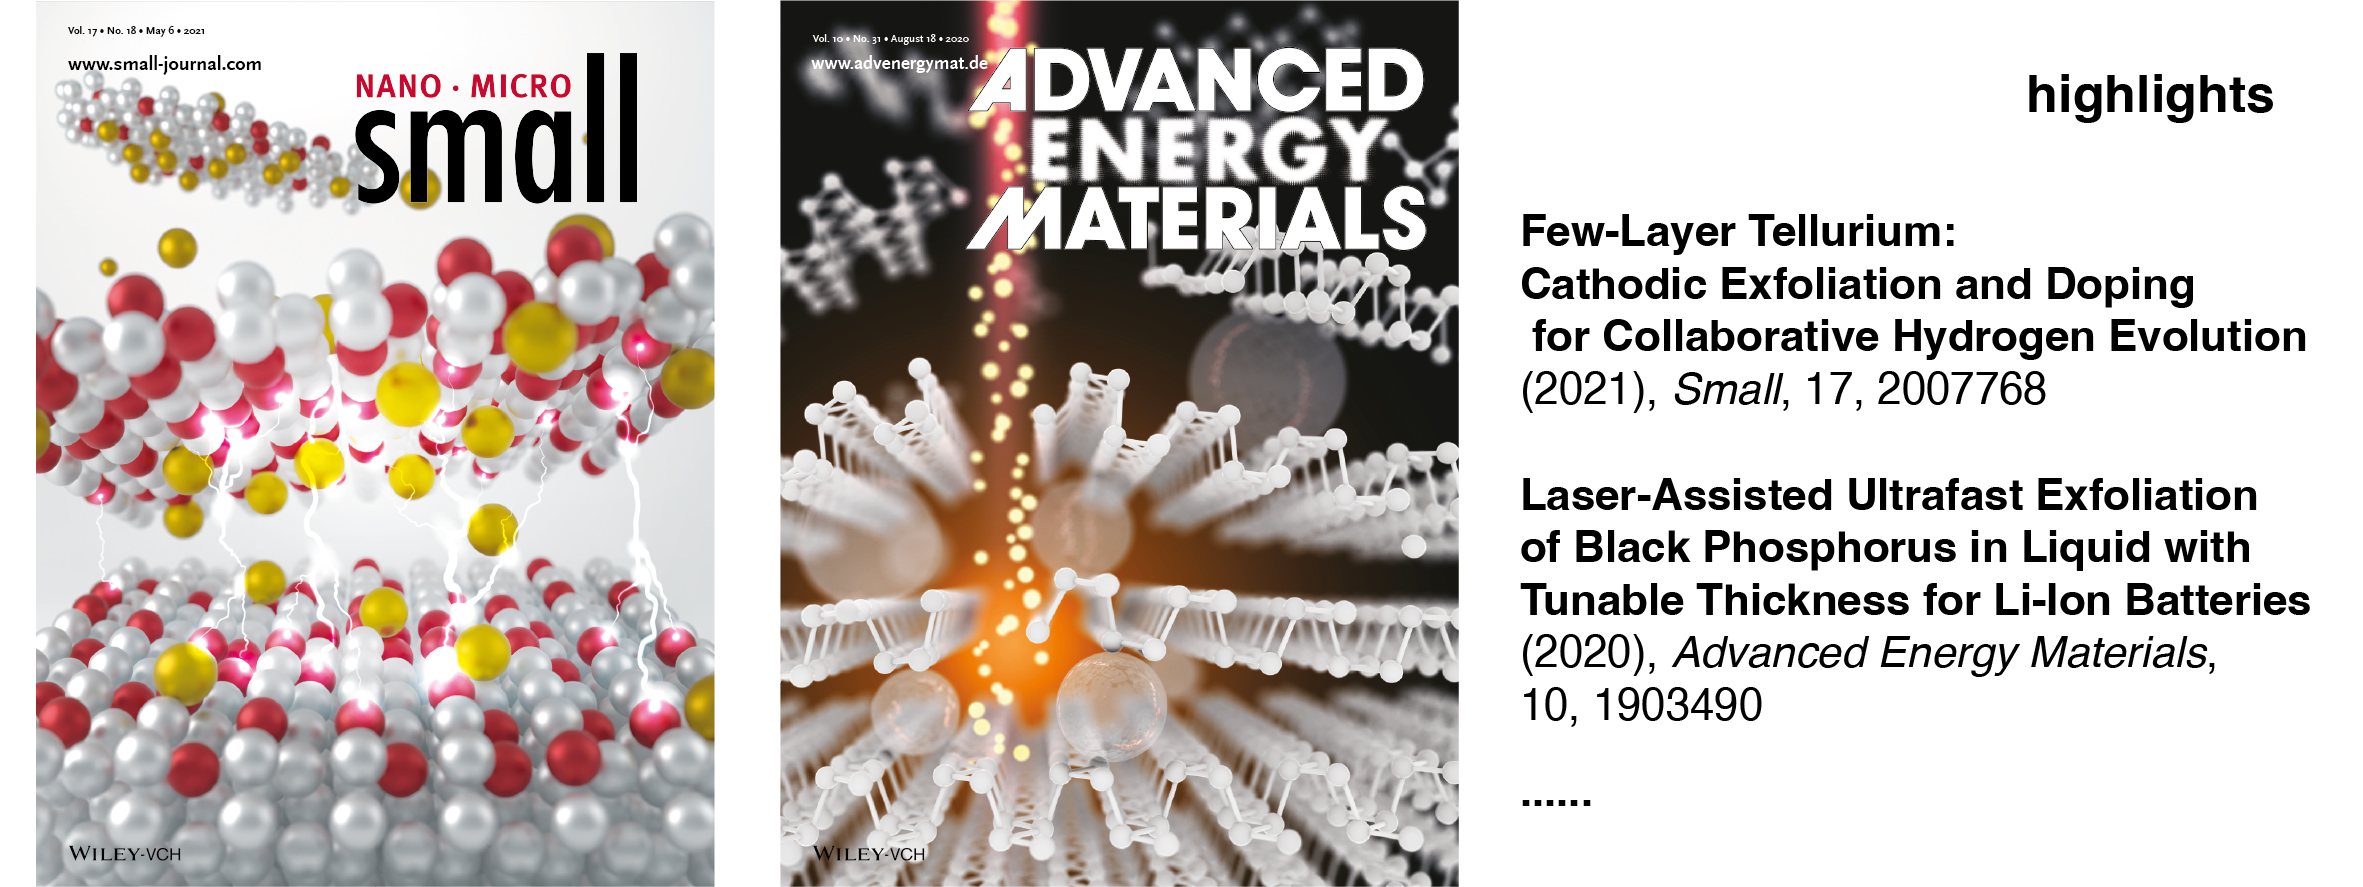 Vol. 17 • No. 18 • May 6 • 2021
www.small-journal.com
NANO · MICRO
small
WILEY-VCH
Vol. 10 • No. 31 • August 18 • 2020
www.advenergymat.de
ADVANCED
ENERGY
MATERIALS
WILEY-VCH
highlights
Few-Layer Tellurium:
Cathodic Exfoliation and Doping
for Collaborative Hydrogen Evolution
(2021), Small, 17, 2007768
Laser-Assisted Ultrafast Exfoliation
of Black Phosphorus in Liquid with
Tunable Thickness for Li-Ion Batteries
(2020), Advanced Energy Materials,
10, 1903490
......